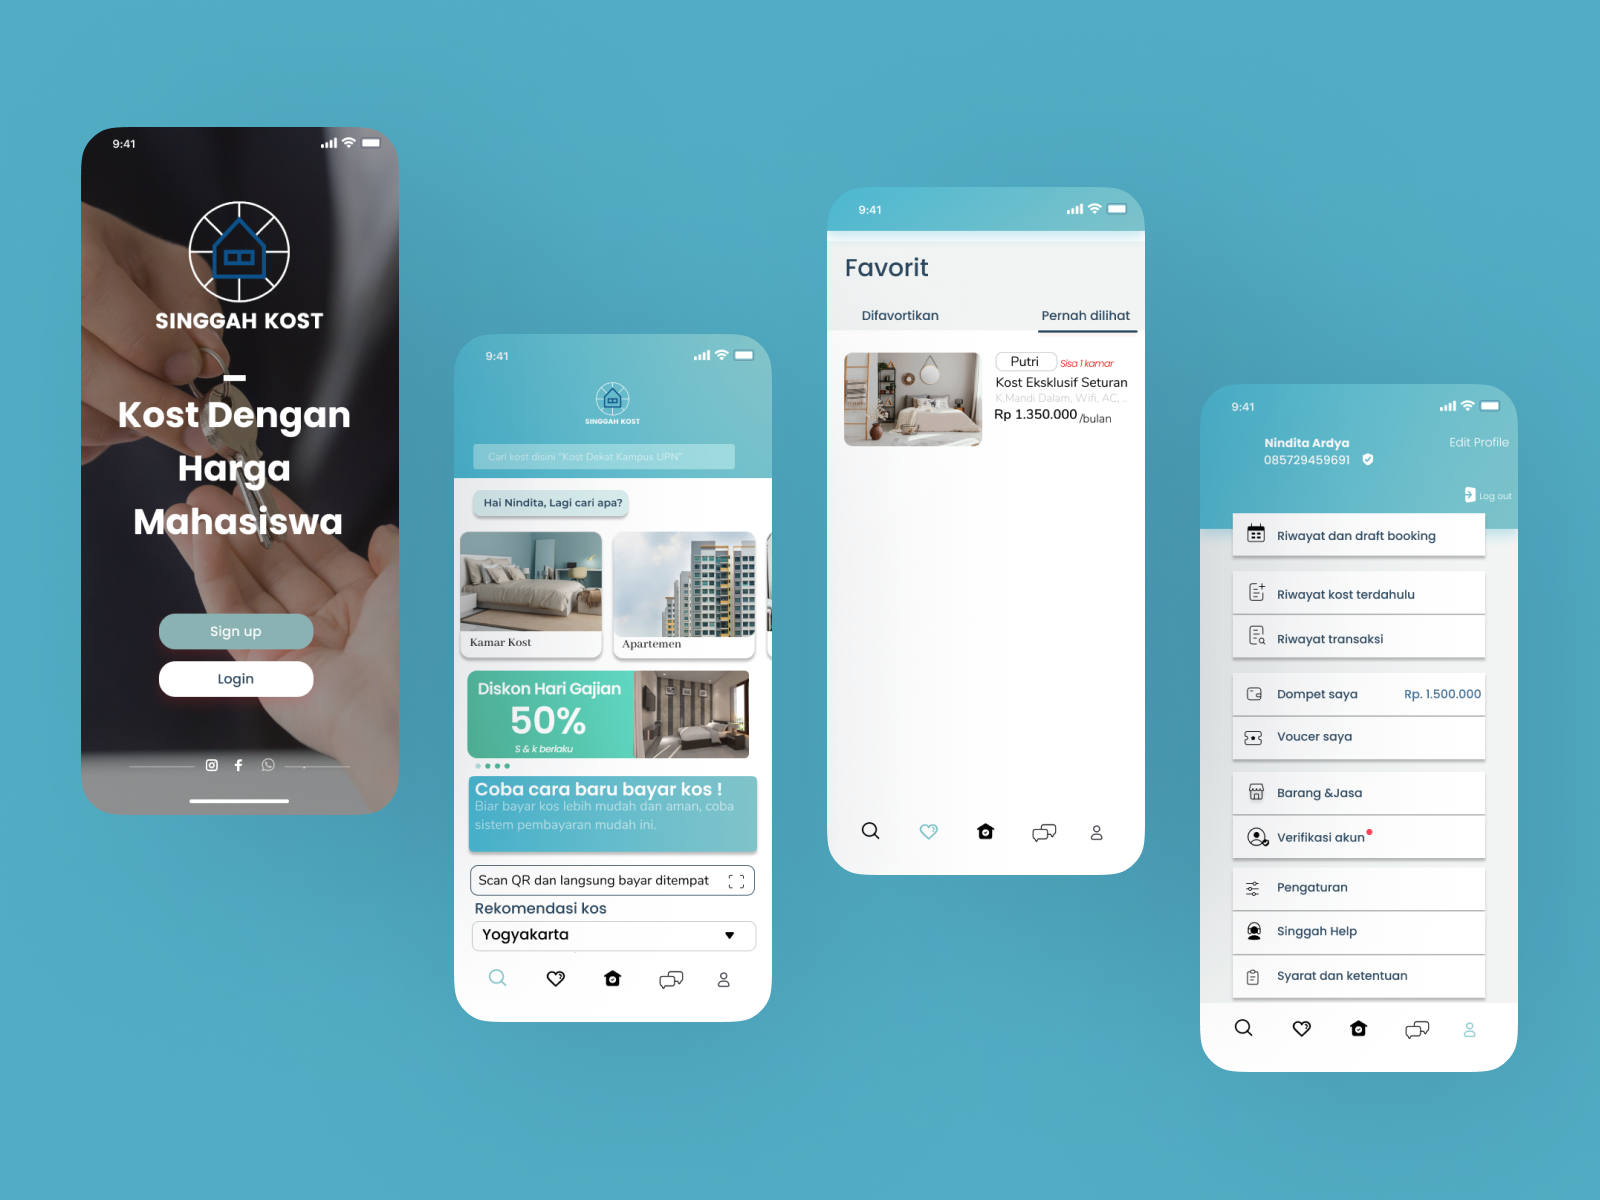 9:41
SINGGAH KOST
–
Kost Dengan
Harga
Mahasiswa
Sign up
Login
9:41
SINGGAH KOST
Cari kost disini "Kost Dekat Kampus UPN"
Hai Nindita, Lagi cari apa?
Kamar Kost
Apartemen
Diskon Hari Gajian
50%
S & k berlaku
Coba cara baru bayar kos !
Biar bayar kos lebih mudah dan aman, coba
sistem pembayaran mudah ini.
Scan QR dan langsung bayar ditempat
Rekomendasi kos
Yogyakarta
9:41
Favorit
Difavortikan
Pernah dilihat
Putri
Sisa 1 kamar
Kost Eksklusif Seturan
K.Mandi Dalam, Wifi, AC, ...
Rp 1.350.000 /bulan
9:41
Nindita Ardya
Edit Profile
085729459691
Log out
Riwayat dan draft booking
Riwayat kost terdahulu
Riwayat transaksi
Dompet saya
Rp. 1.500.000
Voucer saya
Barang &Jasa
Verifikasi akun
Pengaturan
Singgah Help
Syarat dan ketentuan